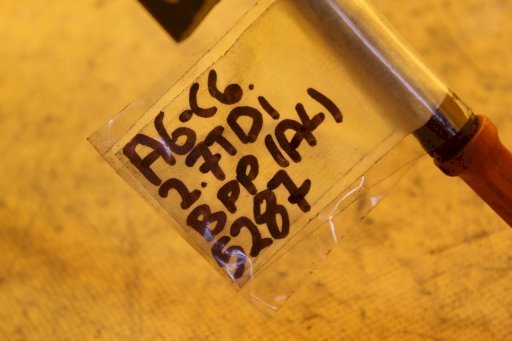 A6-C6.
2.7TDI
BPP (AK)
5287